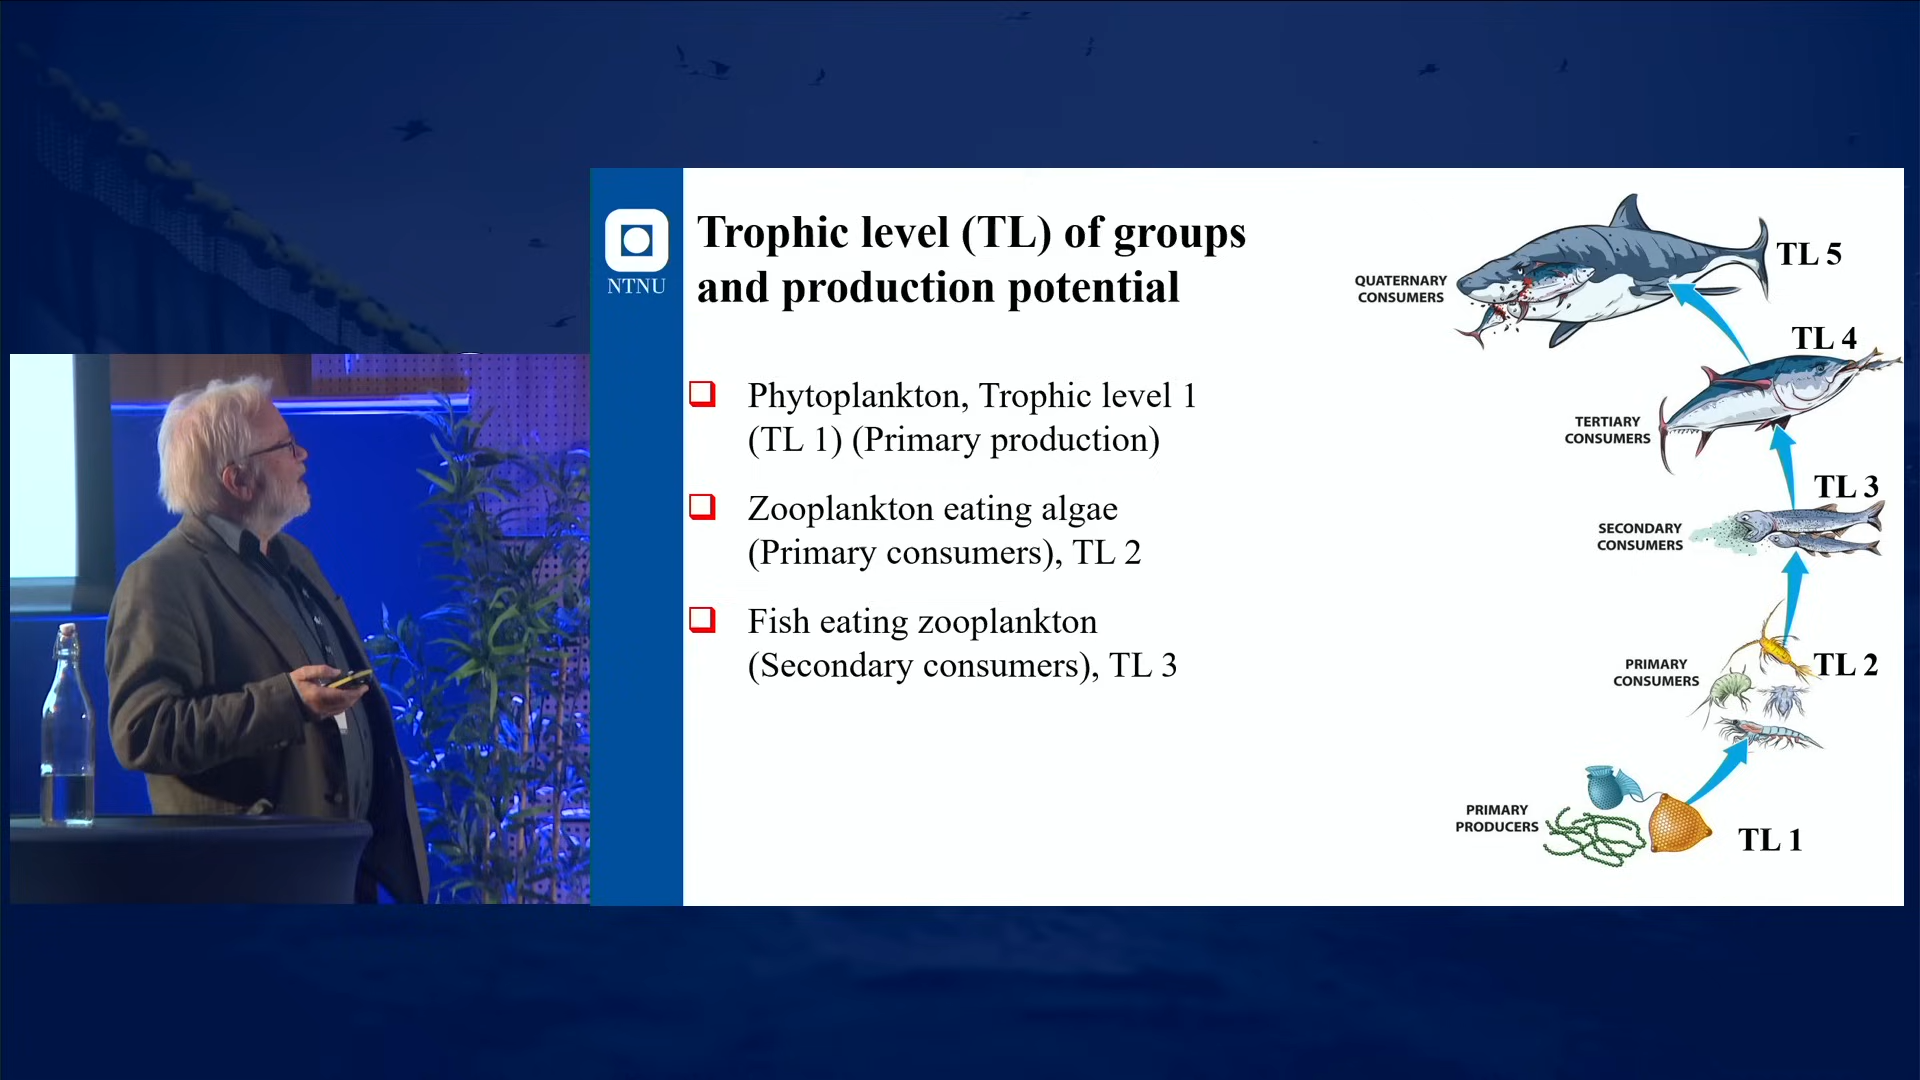 NTNU
Trophic level (TL) of groups
and production potential
Phytoplankton, Trophic level 1
(TL 1) (Primary production)
Zooplankton eating algae
(Primary consumers), TL 2
Fish eating zooplankton
(Secondary consumers), TL 3
QUATERNARY
CONSUMERS
TL 5
TL 4
TERTIARY
CONSUMERS
TL 3
SECONDARY
CONSUMERS
PRIMARY
CONSUMERS
TL 2
PRIMARY
PRODUCERS
TL 1